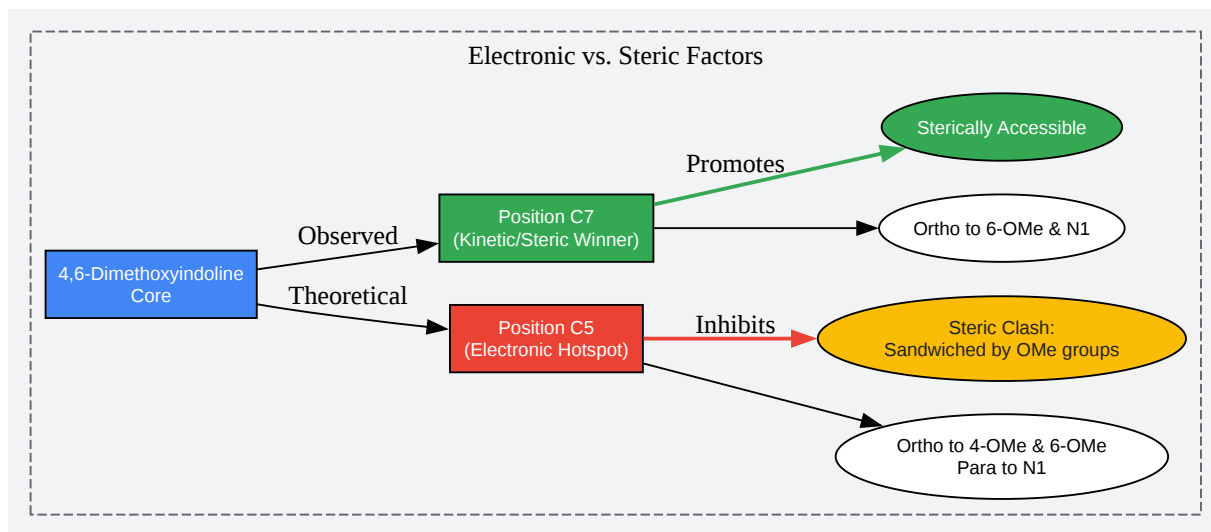 Electronic vs. Steric Factors
Sterically Accessible
Promotes
Position C7
(Kinetic/Steric Winner)
Ortho to 6-OMe & N1
Observed
4,6-Dimethoxyindoline
Core
Theoretical
Position C5
(Electronic Hotspot)
Inhibits
Steric Clash:
Sandwiched by OMe groups
Ortho to 4-OMe & 6-OMe
Para to N1